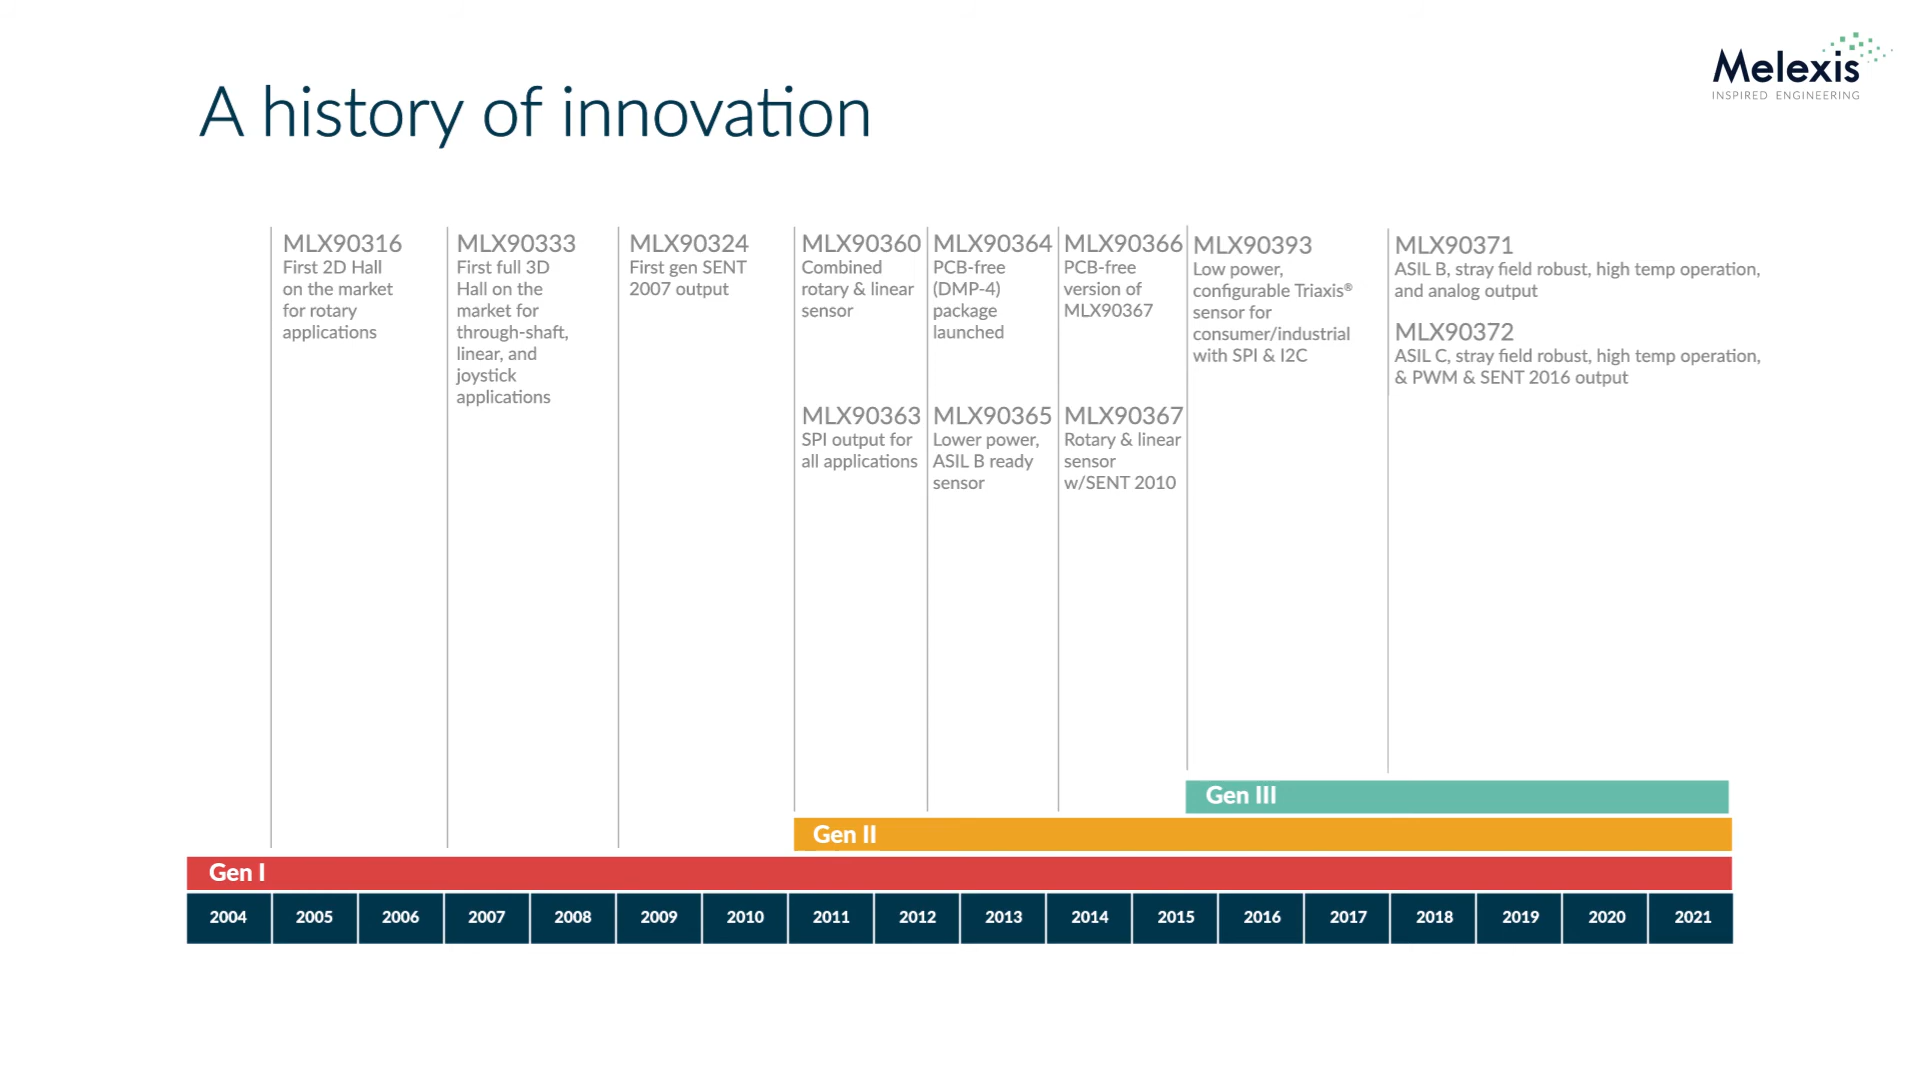 Melexis
INSPIRED ENGINEERING
A history of innovation
MLX90316
First 2D Hall
on the market
for rotary
applications
MLX90333
First full 3D
Hall on the
market for
through-shaft,
linear, and
joystick
applications
MLX90324
First gen SENT
2007 output
MLX90360
Combined
rotary & linear
sensor
MLX90363
SPI output for
all applications
MLX90364
PCB-free
(DMP-4)
package
launched
MLX90365
Lower power,
ASIL B ready
sensor
MLX90366
PCB-free
version of
MLX90367
MLX90367
Rotary & linear
sensor
w/SENT 2010
MLX90393
Low power,
configurable Triaxis®
sensor for
consumer/industrial
with SPI & I2C
MLX90371
ASIL B, stray field robust, high temp operation,
and analog output
MLX90372
ASIL C, stray field robust, high temp operation,
& PWM & SENT 2016 output
Gen III
Gen II
Gen I
2004 2005 2006 2007 2008 2009 2010 2011 2012 2013 2014 2015 2016 2017 2018 2019 2020 2021